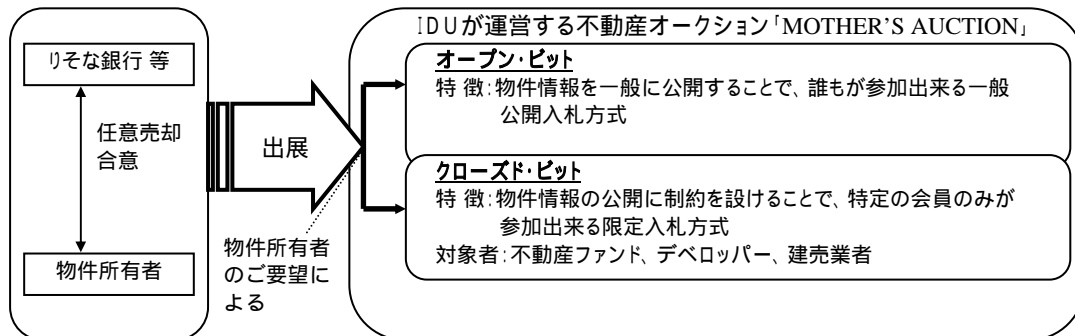 りそな銀行 等
任意売却
合意
物件所有者
出展
物件所有者
のご要望に
よる
IDUが運営する不動産オークション「MOTHER'S AUCTION」
オープン・ビット
特 徴：物件情報を一般に公開することで、誰もが参加出来る一般
公開入札方式
クローズド・ビット
特 徴：物件情報の公開に制約を設けることで、特定の会員のみが
参加出来る限定入札方式
対象者：不動産ファンド、デベロッパー、建売業者